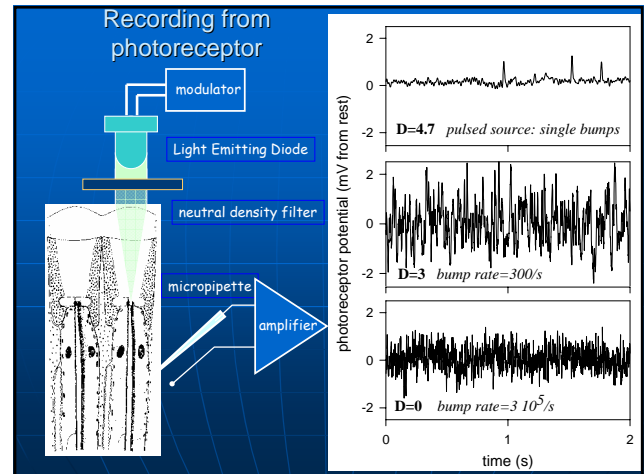 Recording from
photoreceptor
modulator
Light Emitting Diode
neutral density filter
micropipette
amplifier
photoreceptor potential (mV from rest)
2
0
-2
D=4.7 pulsed source: single bumps
2
0
-2
D=3 bump rate=300/s
2
0
-2
D=0 bump rate=3 10⁵/s
0 1 2
time (s)